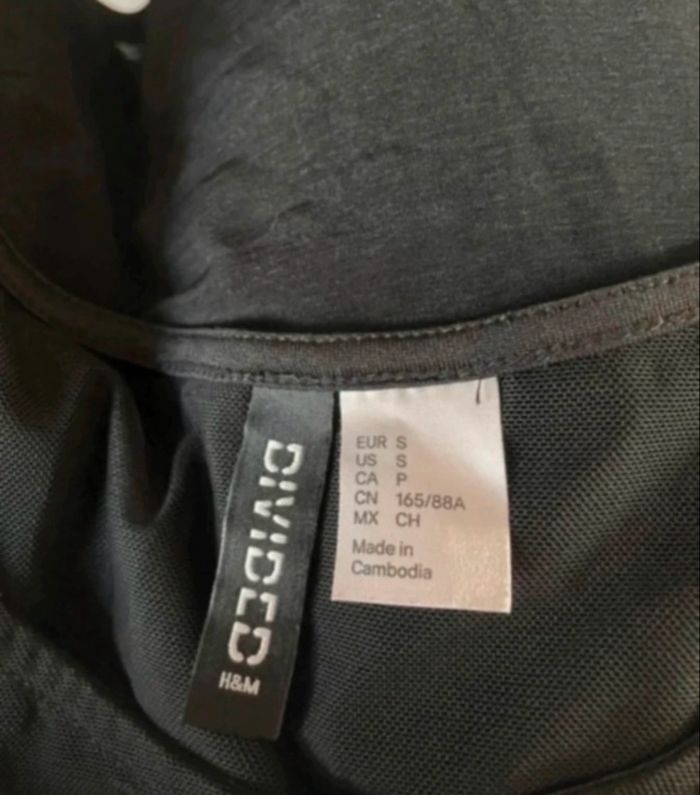 DIVIDED
H&M
EUR S
US S
CA P
CN 165/88A
MX CH
Made in
Cambodia